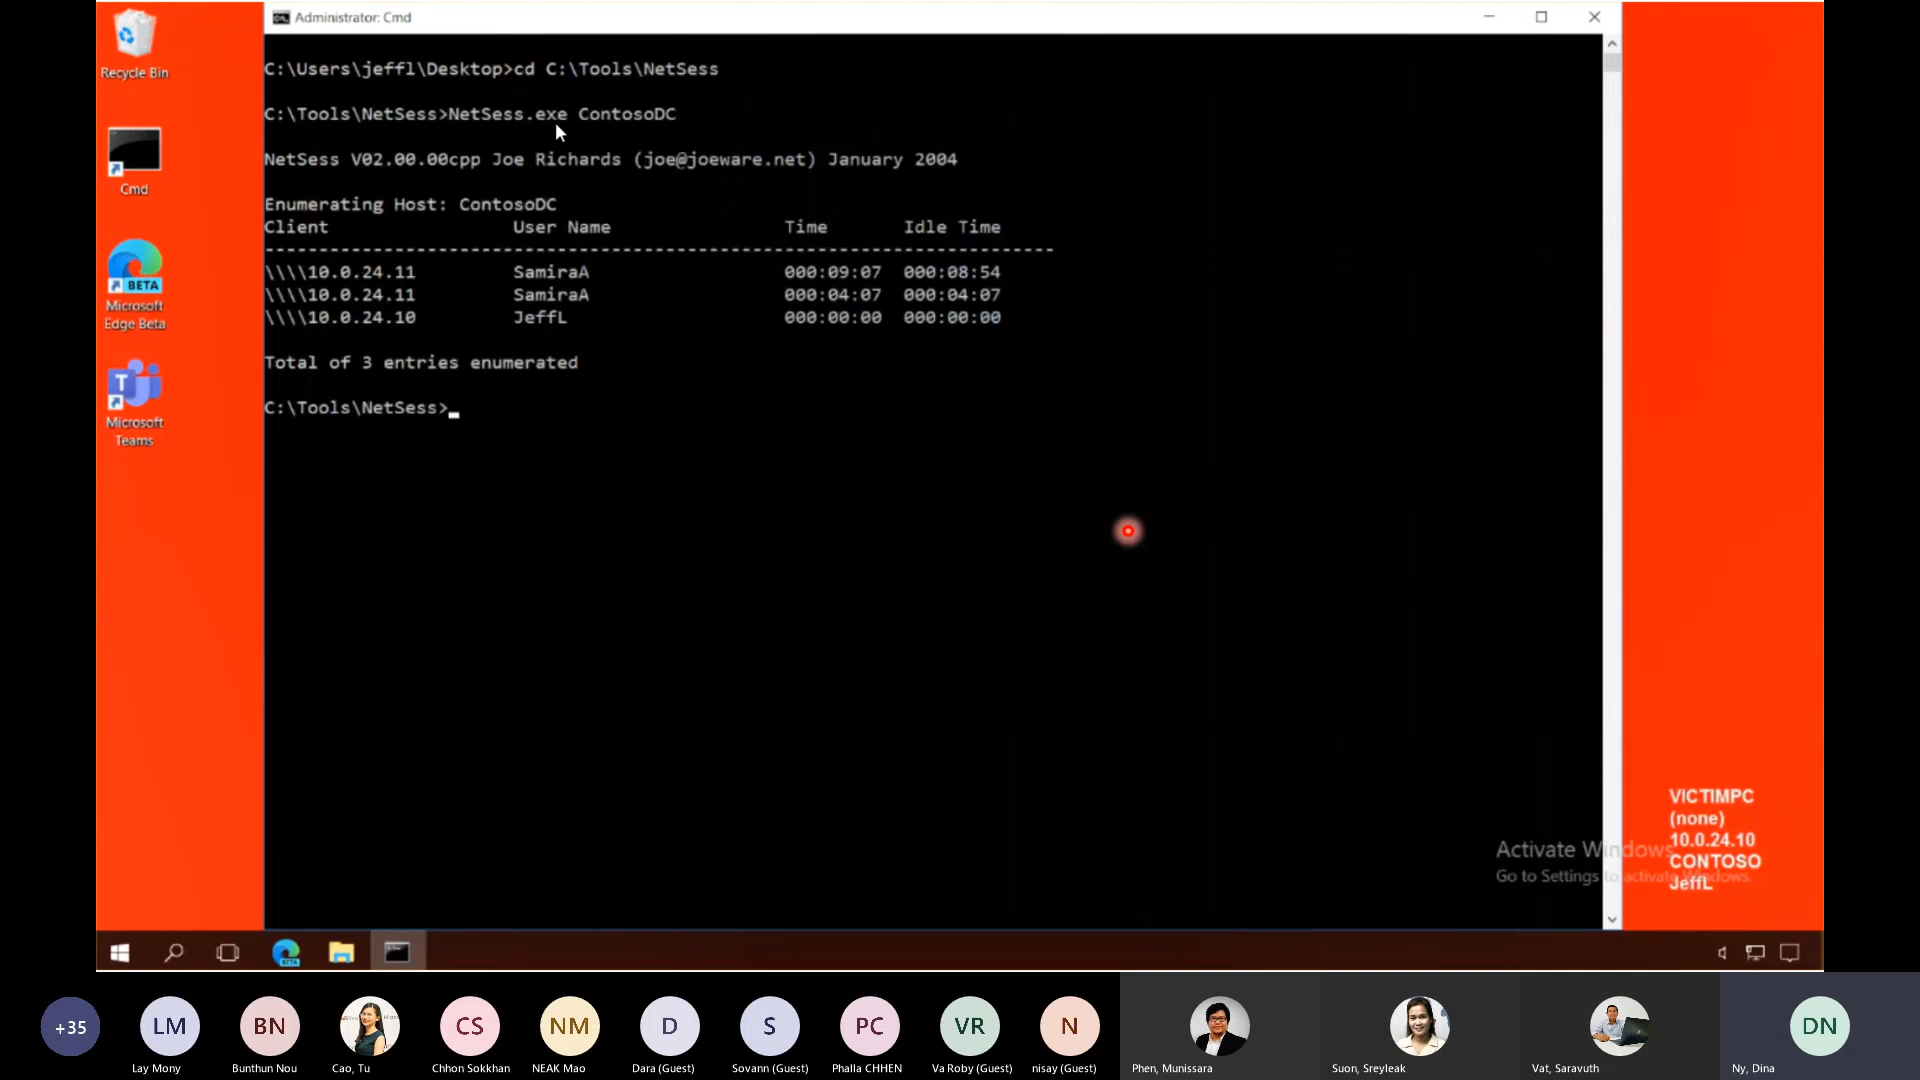 Administrator: Cmd
Recycle Bin
Cmd
BETA
Microsoft
Edge Beta
T
Microsoft
Teams
C:\Users\jeffl\Desktop>cd C:\Tools\NetSess
C:\Tools\NetSess>NetSess.exe ContosoDC
NetSess V02.00.00cpp Joe Richards (joe@joeware.net) January 2004
Enumerating Host: ContosoDC
Client User Name Time Idle Time
-------------------------------------------------------------------------
\\\\10.0.24.11 SamiraA 000:09:07 000:08:54
\\\\10.0.24.11 SamiraA 000:04:07 000:04:07
\\\\10.0.24.10 JeffL 000:00:00 000:00:00
Total of 3 entries enumerated
C:\Tools\NetSess>
VICTIMPC
(none)
10.0.24.10
CONTOSO
JeffL
Activate Windows
Go to Settings to activate Windows.
BETA
+35
LM
BN
CS
NM
D
S
PC
VR
N
DN
Lay Mony
Bunthun Nou
Cao, Tu
Chhon Sokkhan
NEAK Mao
Dara (Guest)
Sovann (Guest)
Phalla CHHEN
Va Roby (Guest)
nisay (Guest)
Phen, Munissara
Suon, Sreyleak
Vat, Saravuth
Ny, Dina